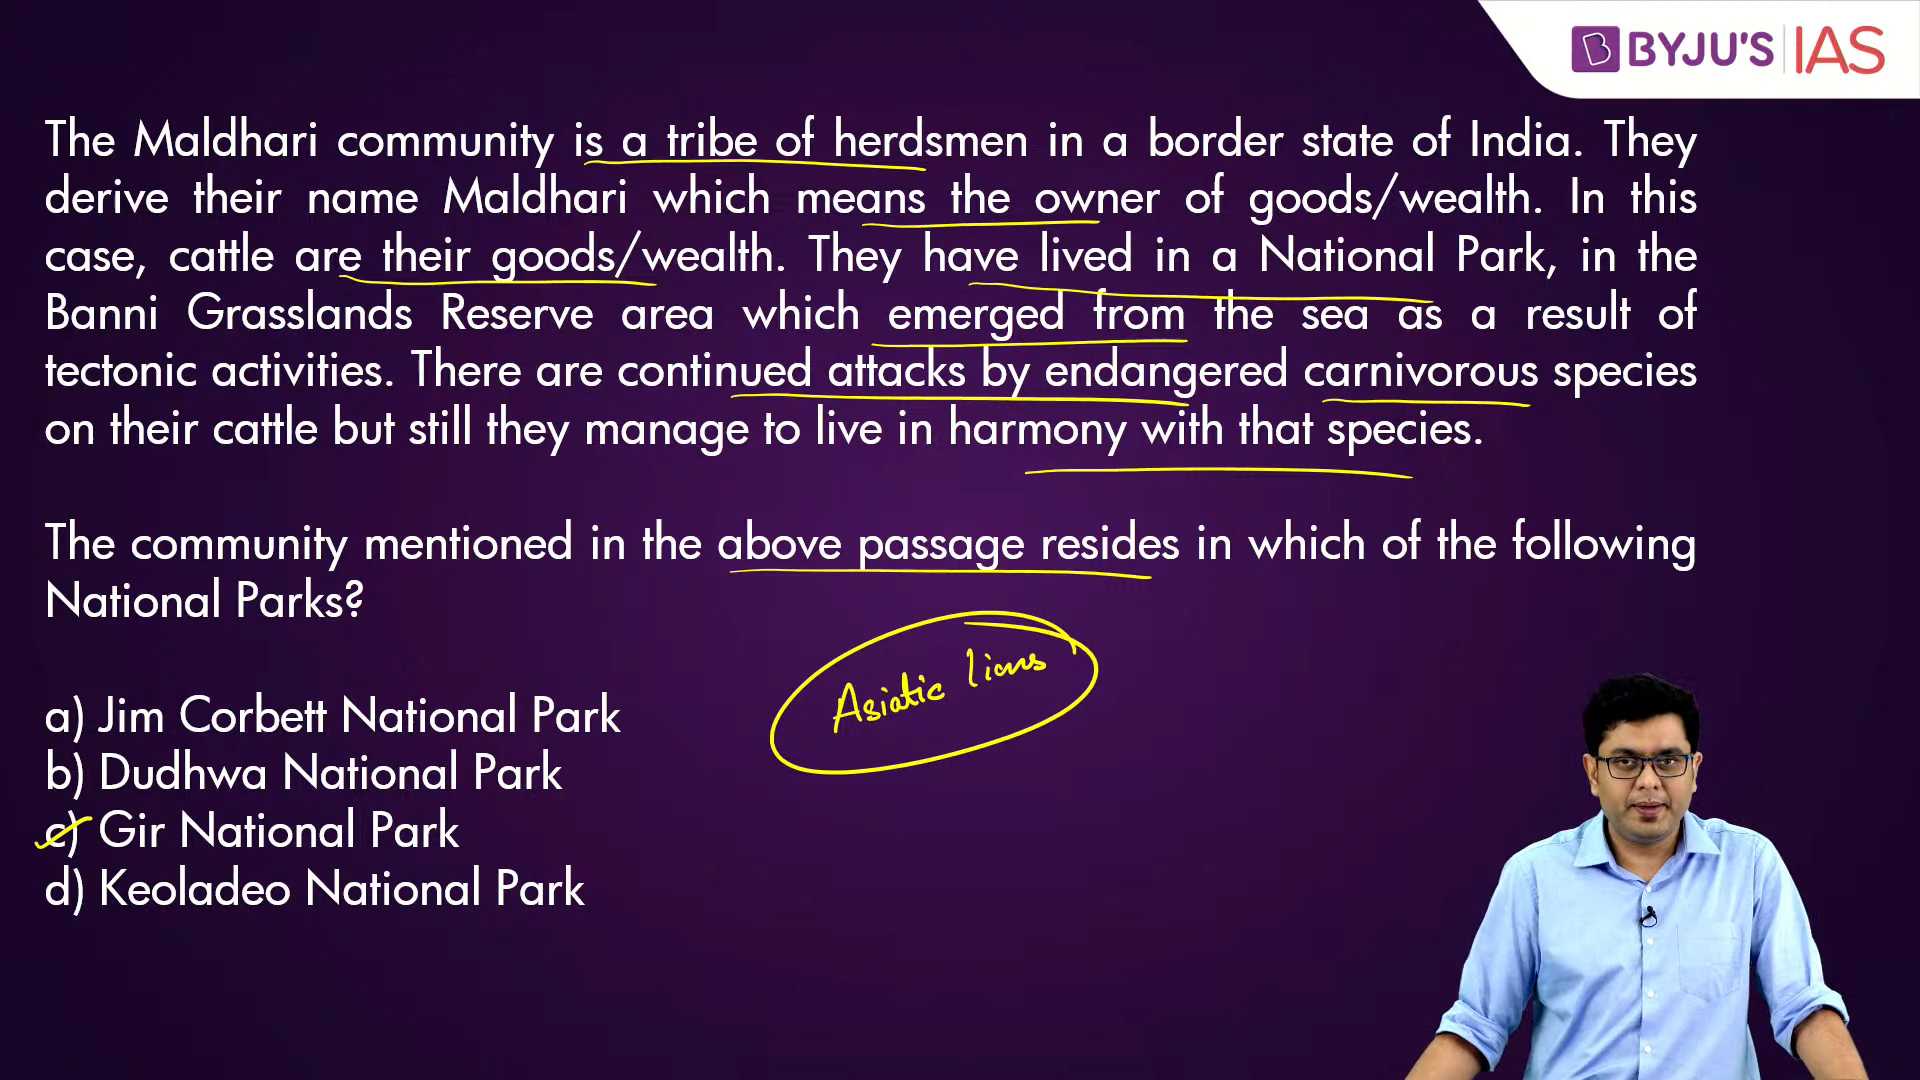 BYJU'S IAS
The Maldhari community is a tribe of herdsmen in a border state of India. They
derive their name Maldhari which means the owner of goods/wealth. In this
case, cattle are their goods/wealth. They have lived in a National Park, in the
Banni Grasslands Reserve area which emerged from the sea as a result of
tectonic activities. There are continued attacks by endangered carnivorous species
on their cattle but still they manage to live in harmony with that species.
The community mentioned in the above passage resides in which of the following
National Parks?
Asiatic lions
a) Jim Corbett National Park
b) Dudhwa National Park
c) Gir National Park
d) Keoladeo National Park